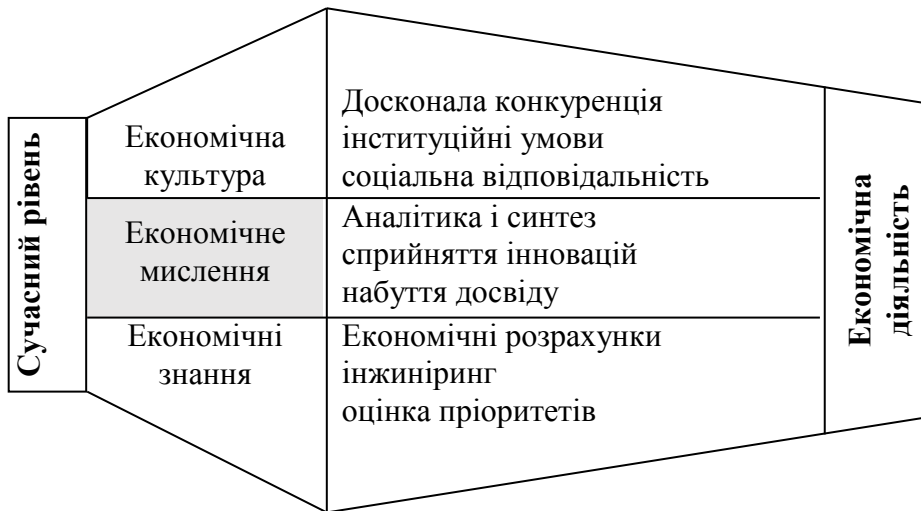 Сучасний рівень
Економічна
культура
Досконала конкуренція
інституційні умови
соціальна відповідальність
Економічне
мислення
Аналітика і синтез
сприйняття інновацій
набуття досвіду
Економічні
знання
Економічні розрахунки
інжиніринг
оцінка пріоритетів
Економічна
діяльність